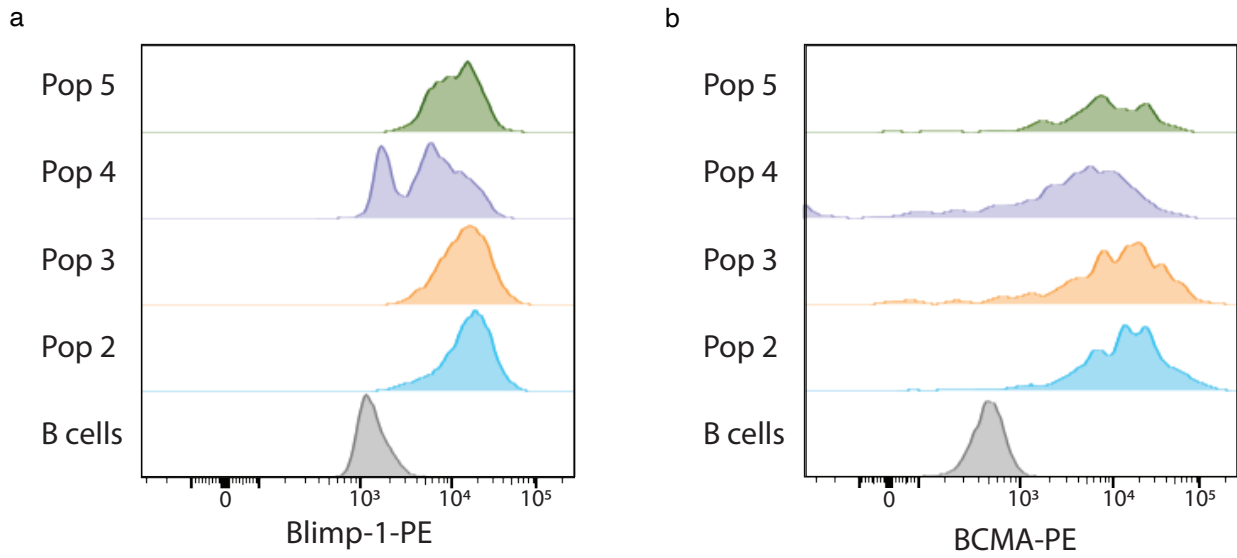 a
Pop 5
Pop 4
Pop 3
Pop 2
B cells
0 10³ 10⁴ 10⁵
Blimp-1-PE
b
Pop 5
Pop 4
Pop 3
Pop 2
B cells
0 10³ 10⁴ 10⁵
BCMA-PE